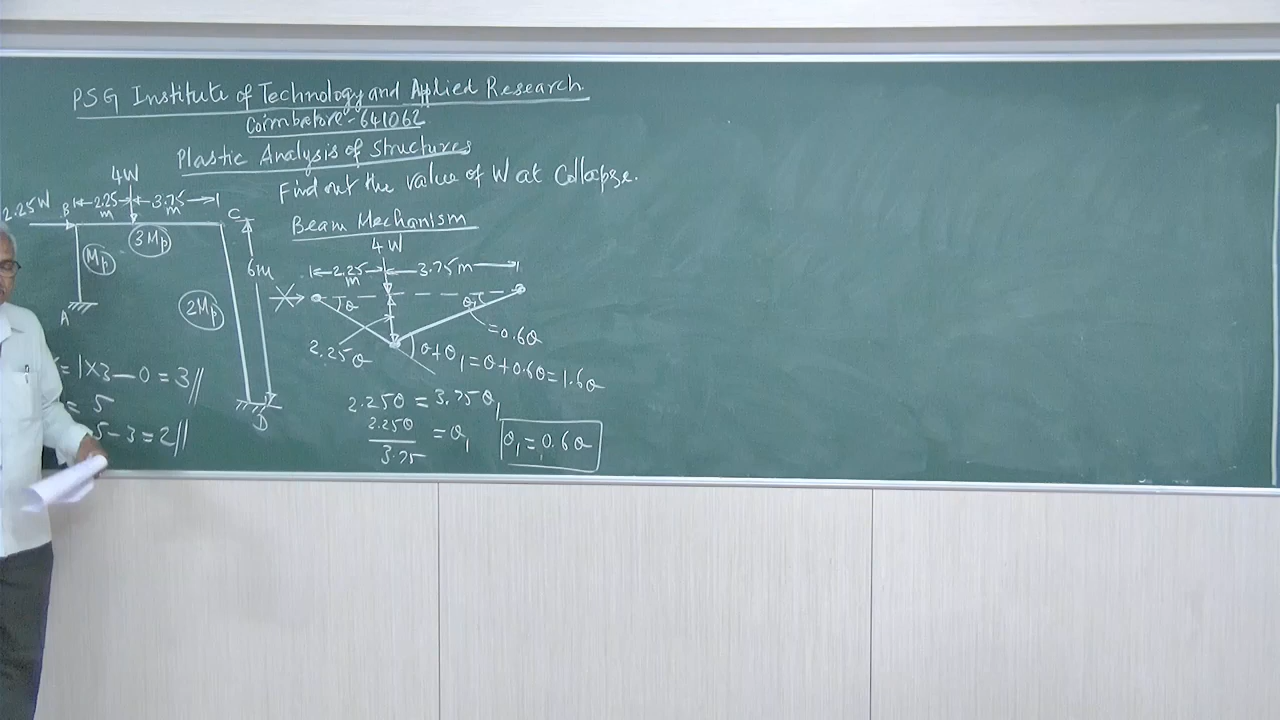 PSG Institute of Technology and Applied Research
Coimbatore-641062
Plastic Analysis of Structures
Find out the value of W at Collapse.
4W
2.25W
B
2.25 m
3.75 m
C
3Mp
Mp
6m
2Mp
A
D
= 1×3-0 = 3//
= 5
5-3 = 2//
Beam Mechanism
4W
2.25 m
3.75m
θ
θ₁
=0.6θ
2.25θ
θ+θ₁ = θ+0.6θ = 1.6θ
2.25θ = 3.75θ₁
2.25θ/3.75 = θ₁
θ₁ = 0.6θ